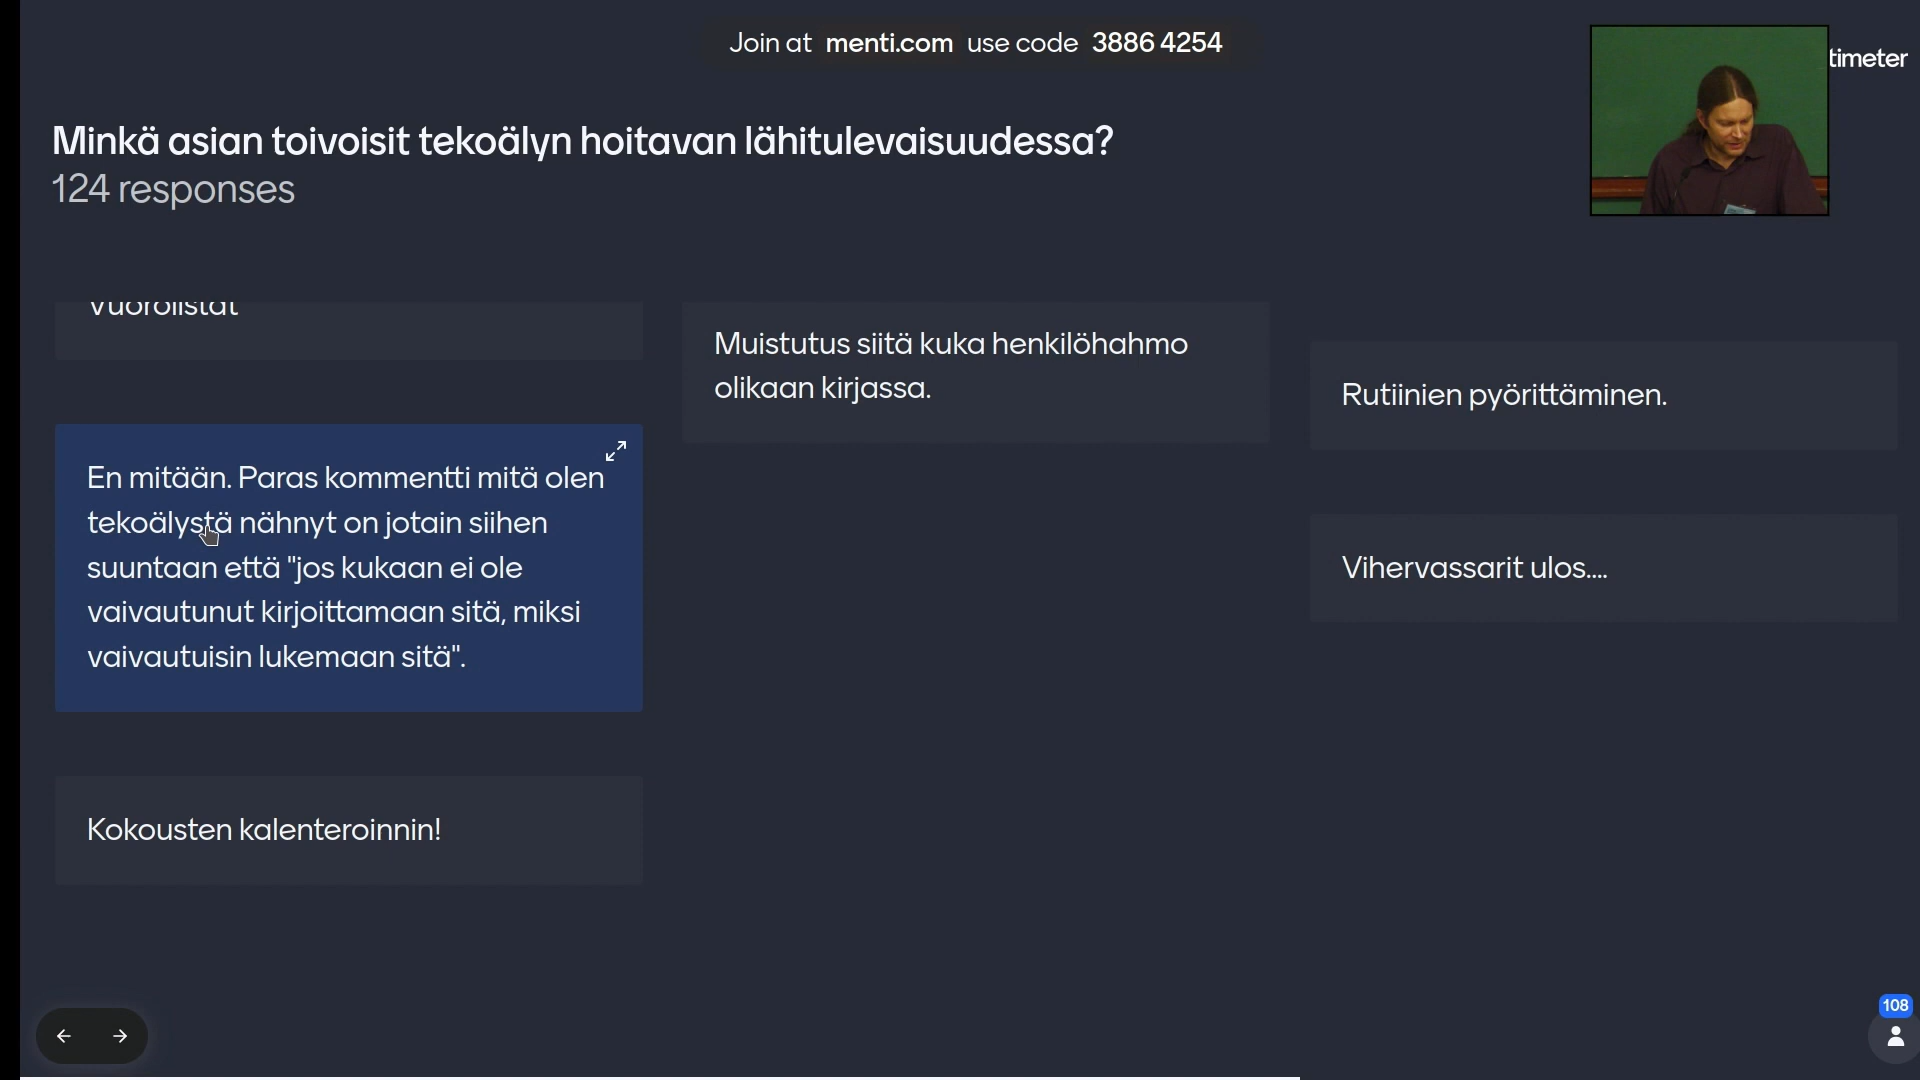 Join at menti.com use code 3886 4254
timeter
Minkä asian toivoisit tekoälyn hoitavan lähitulevaisuudessa?
124 responses
Vuorolistat
En mitään. Paras kommentti mitä olen
tekoälystä nähnyt on jotain siihen
suuntaan että "jos kukaan ei ole
vaivautunut kirjoittamaan sitä, miksi
vaivautuisin lukemaan sitä".
Kokousten kalenteroinnin!
Muistutus siitä kuka henkilöhahmo
olikaan kirjassa.
Rutiinien pyörittäminen.
Vihervassarit ulos....
108